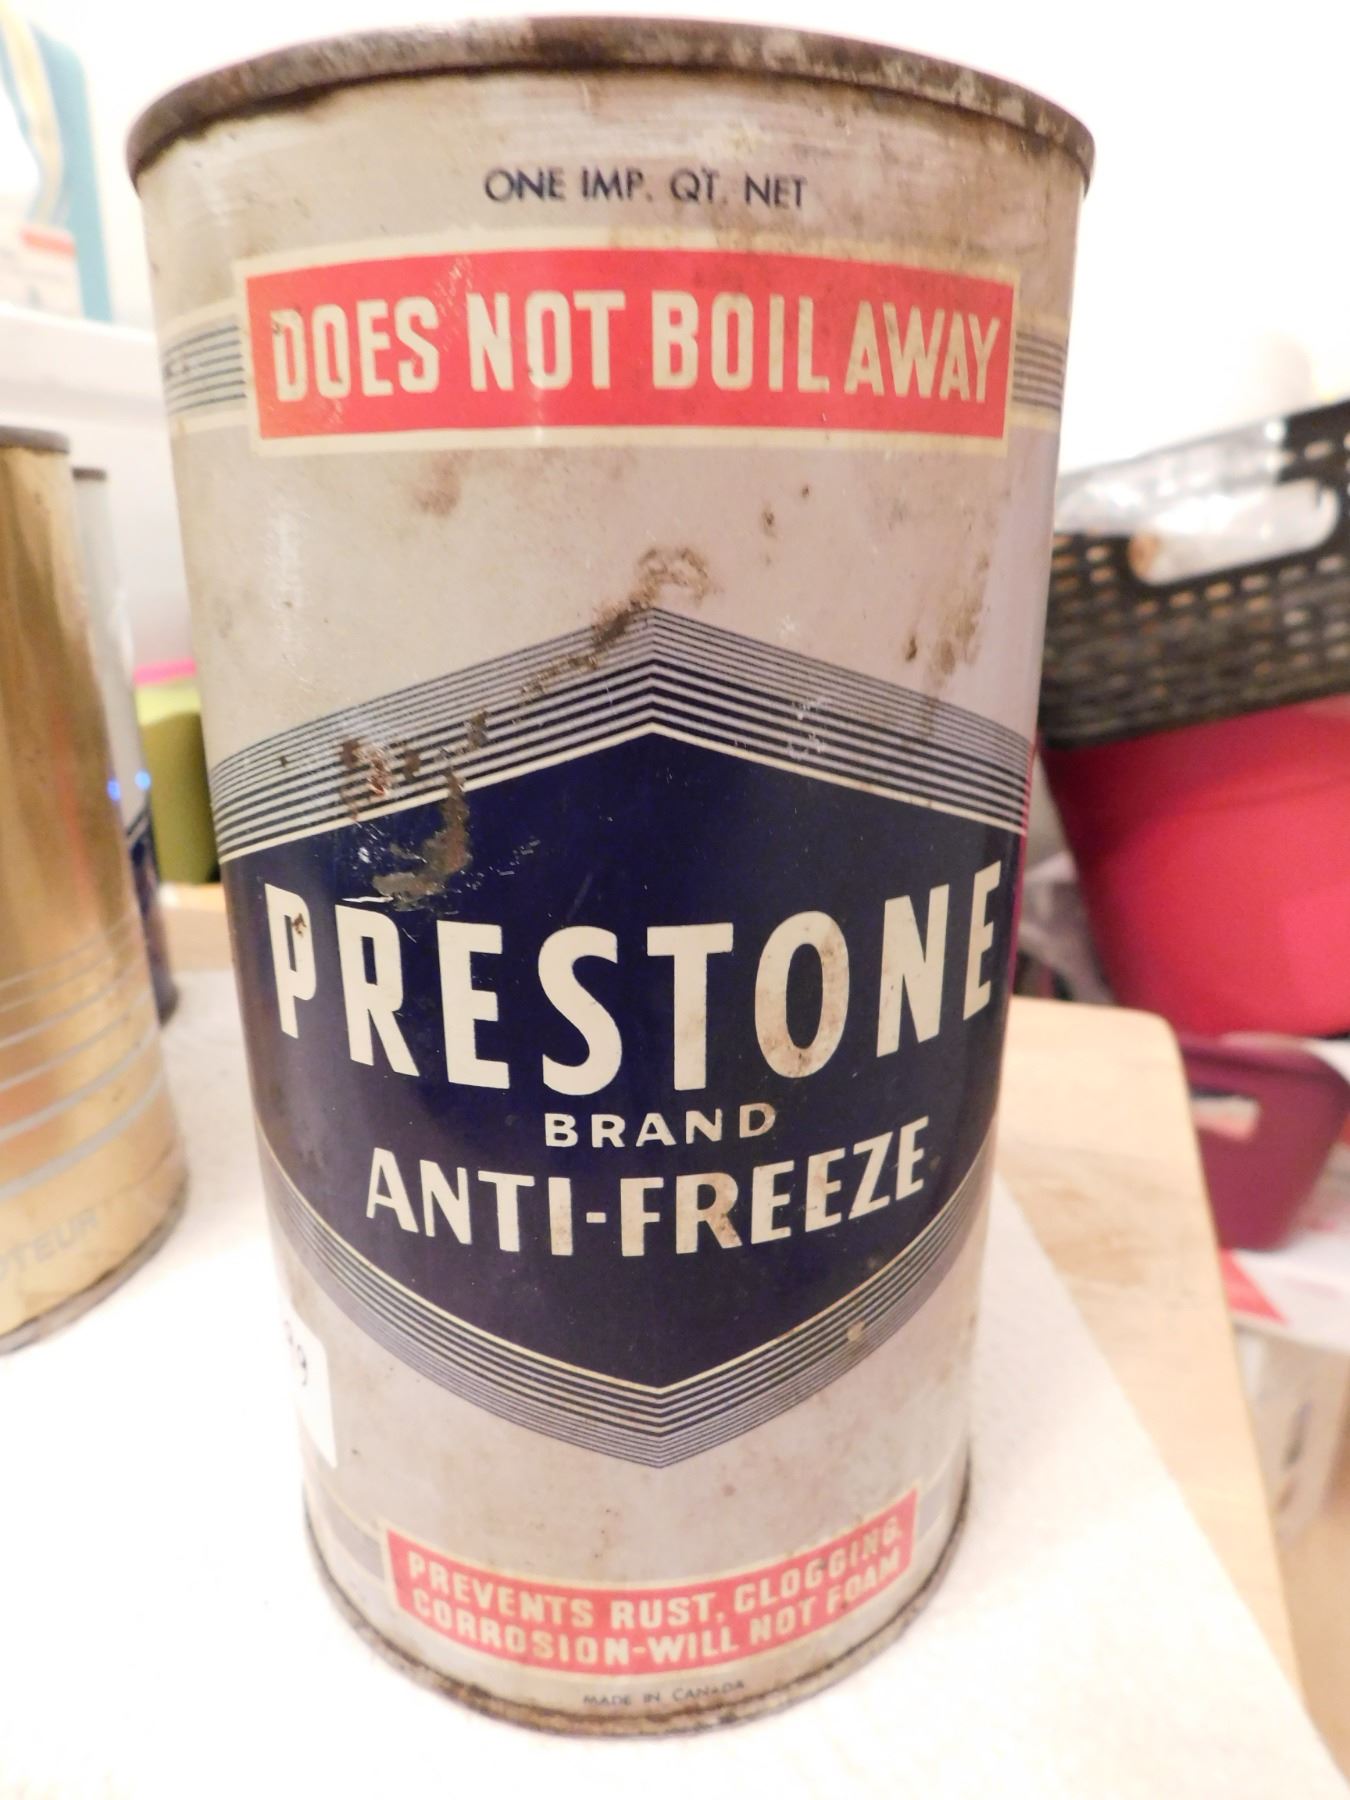 ONE IMP. QT. NET
DOES NOT BOIL AWAY
PRESTONE
BRAND
ANTI-FREEZE
PREVENTS RUST, CLOGGING,
CORROSION-WILL NOT FOAM
MADE IN CANADA